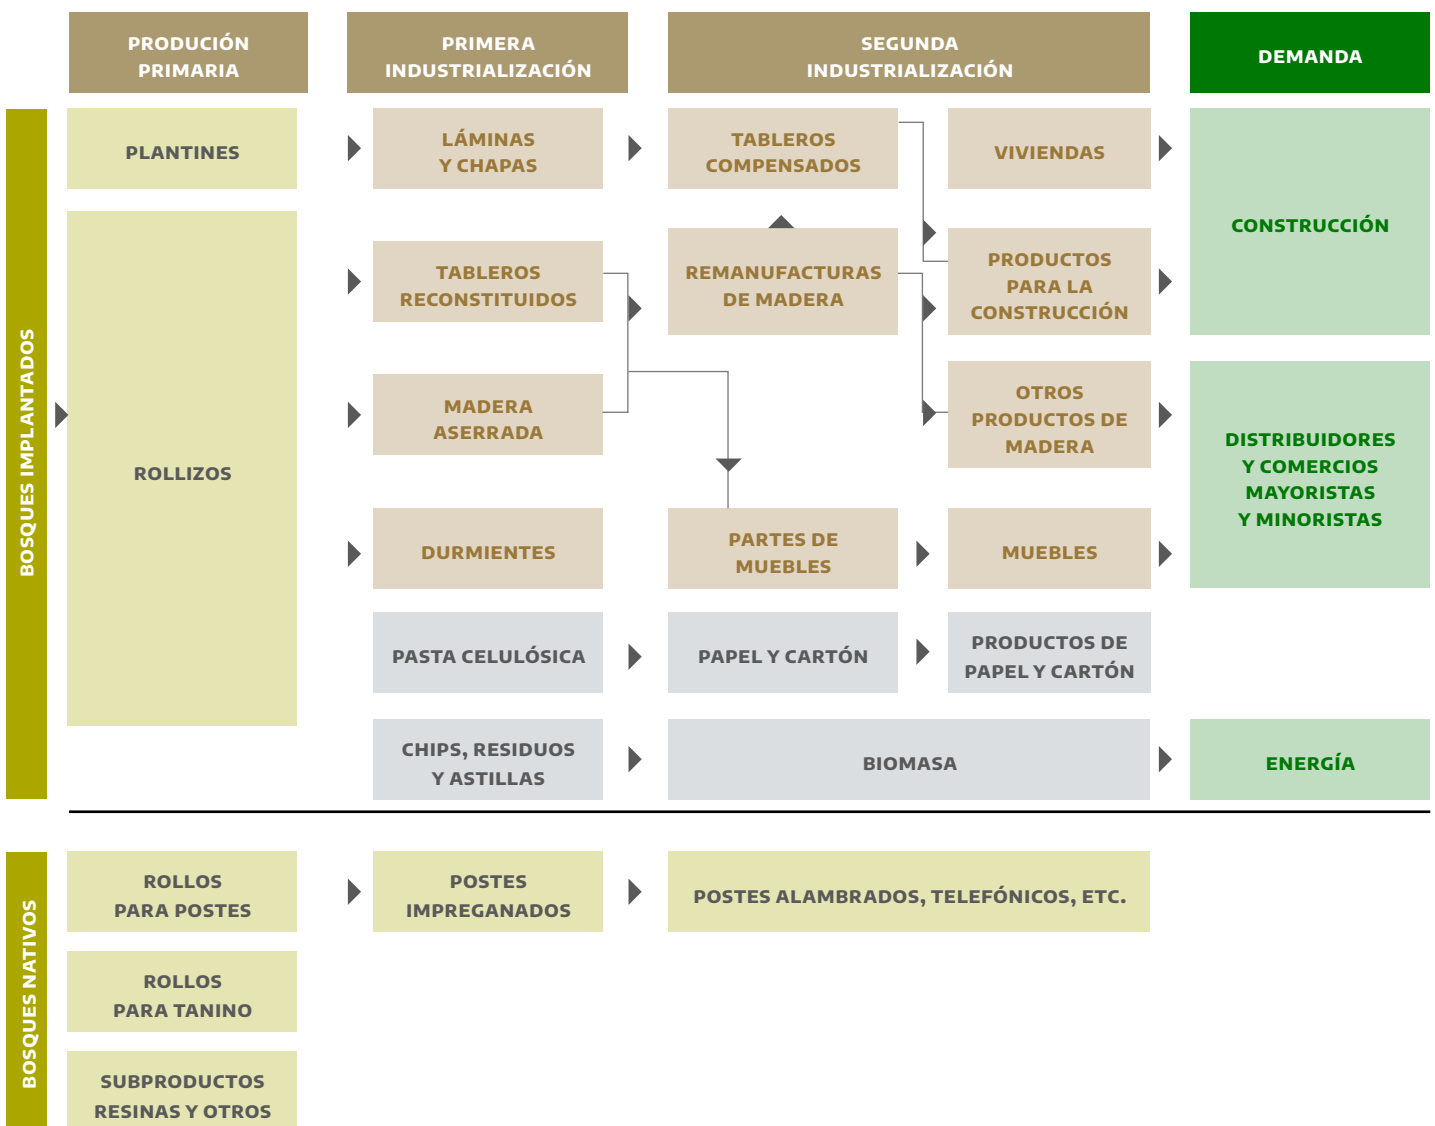 PRODUCIÓN
PRIMARIA
PRIMERA
INDUSTRIALIZACIÓN
SEGUNDA
INDUSTRIALIZACIÓN
DEMANDA
BOSQUES IMPLANTADOS
PLANTINES
LÁMINAS
Y CHAPAS
TABLEROS
COMPENSADOS
VIVIENDAS
CONSTRUCCIÓN
ROLLIZOS
TABLEROS
RECONSTITUIDOS
REMANUFACTURAS
DE MADERA
PRODUCTOS
PARA LA
CONSTRUCCIÓN
MADERA
ASERRADA
OTROS
PRODUCTOS DE
MADERA
DISTRIBUIDORES
Y COMERCIOS
MAYORISTAS
Y MINORISTAS
DURMIENTES
PARTES DE
MUEBLES
MUEBLES
PASTA CELULÓSICA
PAPEL Y CARTÓN
PRODUCTOS DE
PAPEL Y CARTÓN
CHIPS, RESIDUOS
Y ASTILLAS
BIOMASA
ENERGÍA
BOSQUES NATIVOS
ROLLOS
PARA POSTES
POSTES
IMPREGANADOS
POSTES ALAMBRADOS, TELEFÓNICOS, ETC.
ROLLOS
PARA TANINO
SUBPRODUCTOS
RESINAS Y OTROS